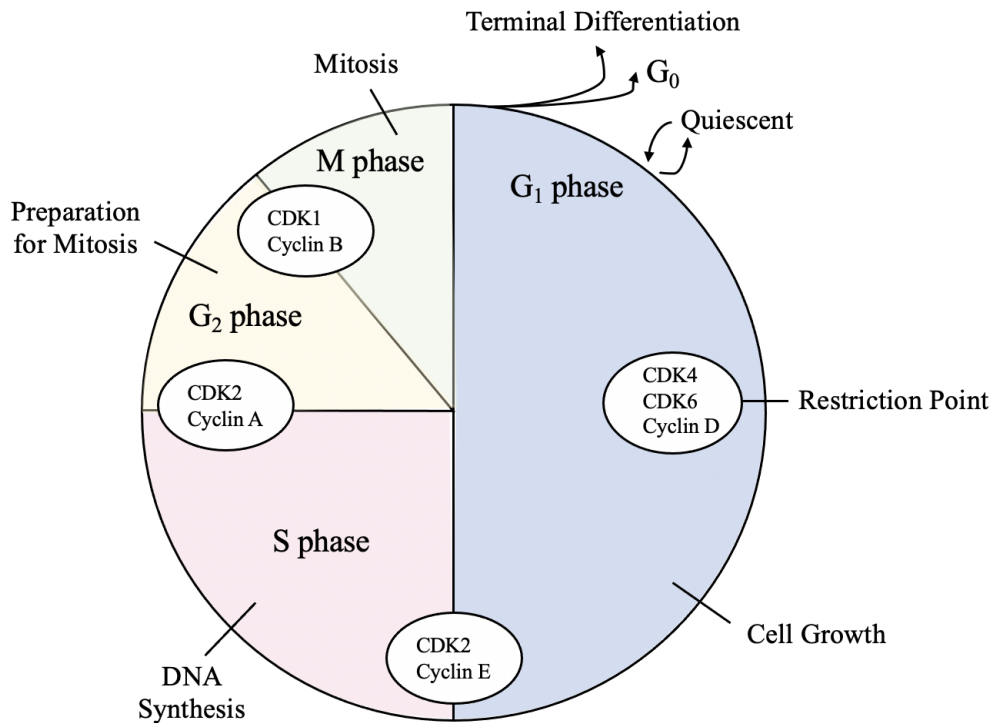 Terminal Differentiation
Mitosis
G₀
Quiescent
M phase
G₁ phase
Preparation
for Mitosis
CDK1
Cyclin B
G₂ phase
CDK2
Cyclin A
CDK4
CDK6
Cyclin D
Restriction Point
S phase
Cell Growth
CDK2
Cyclin E
DNA
Synthesis